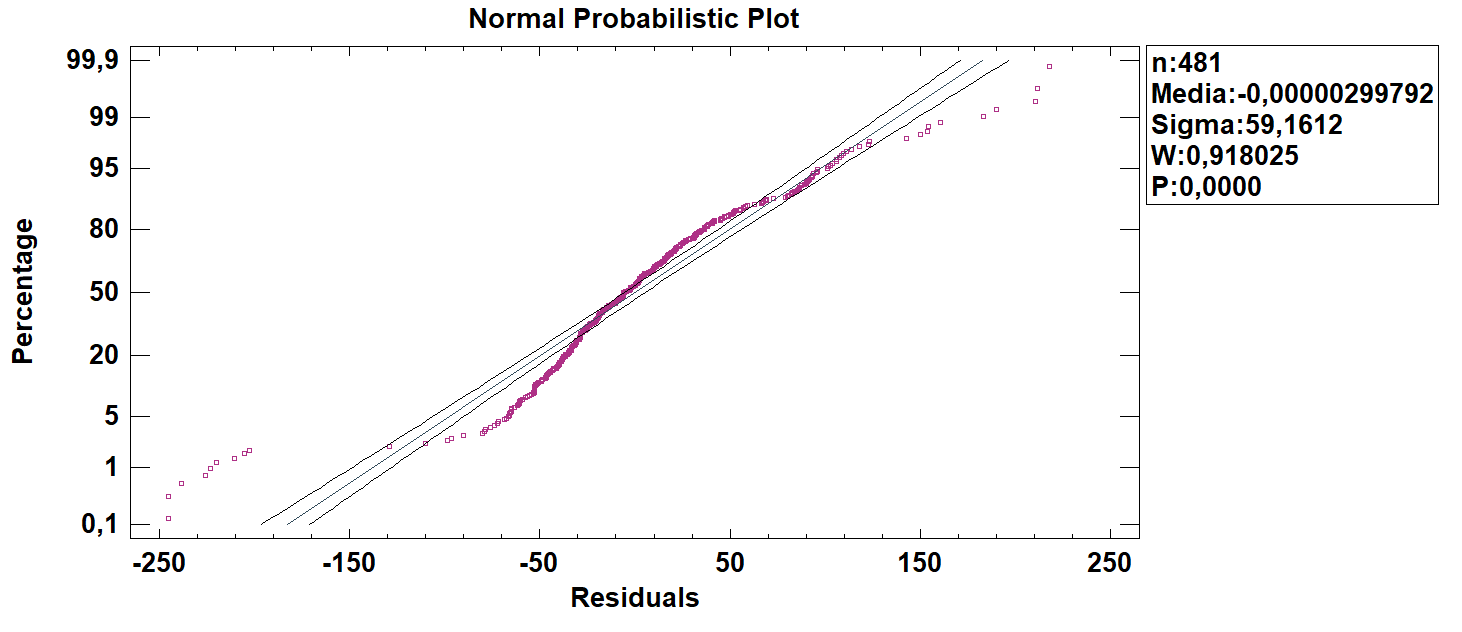 Normal Probabilistic Plot
n:481
Media:-0,00000299792
Sigma:59,1612
W:0,918025
P:0,0000
Percentage
99,9
99
95
80
50
20
5
1
0,1
-250 -150 -50 50 150 250
Residuals